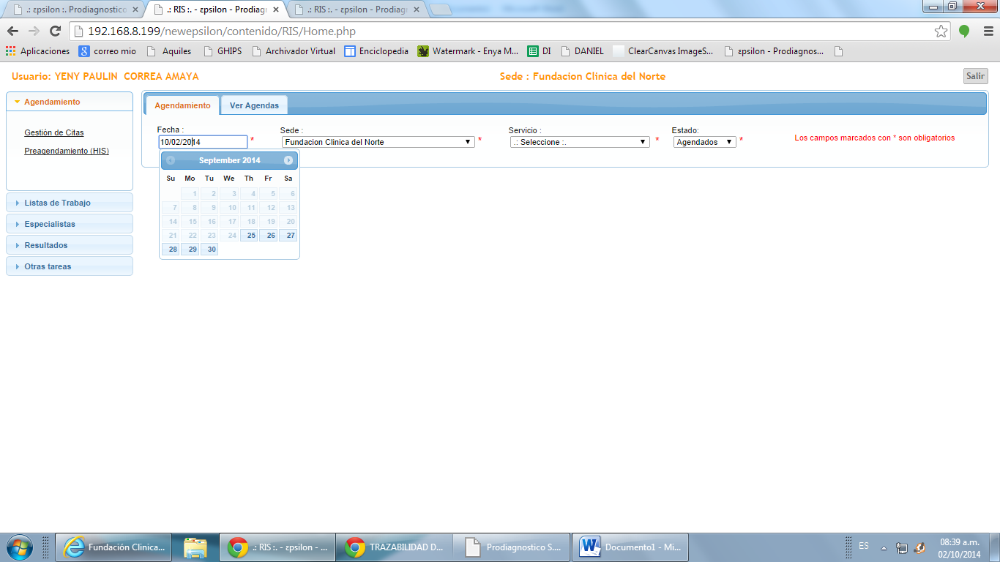 .: εpsilon :. Prodiagnostico
.: RIS :. - εpsilon - Prodiagn
.: RIS :. - εpsilon - Prodiagn
192.168.8.199/newepsilon/contenido/RIS/Home.php
Aplicaciones correo mio Aquiles GHIPS Archivador Virtual Enciclopedia Watermark - Enya M... DI DANIEL ClearCanvas ImageS... εpsilon - Prodiagnos...
Usuario: YENY PAULIN CORREA AMAYA
Sede : Fundacion Clinica del Norte
Salir
Agendamiento
Gestión de Citas
Preagendamiento (HIS)
Listas de Trabajo
Especialistas
Resultados
Otras tareas
Agendamiento Ver Agendas
Fecha : Sede : Servicio : Estado:
10/02/2014 * Fundacion Clinica del Norte * .: Seleccione :. * Agendados *
Los campos marcados con * son obligatorios
September 2014
Su Mo Tu We Th Fr Sa
1 2 3 4 5 6
7 8 9 10 11 12 13
14 15 16 17 18 19 20
21 22 23 24 25 26 27
28 29 30
Fundación Clinica... .: RIS :. - εpsilon - ... TRAZABILIDAD D... Prodiagnostico S.... Documento1 - Mi...
ES
08:39 a.m.
02/10/2014